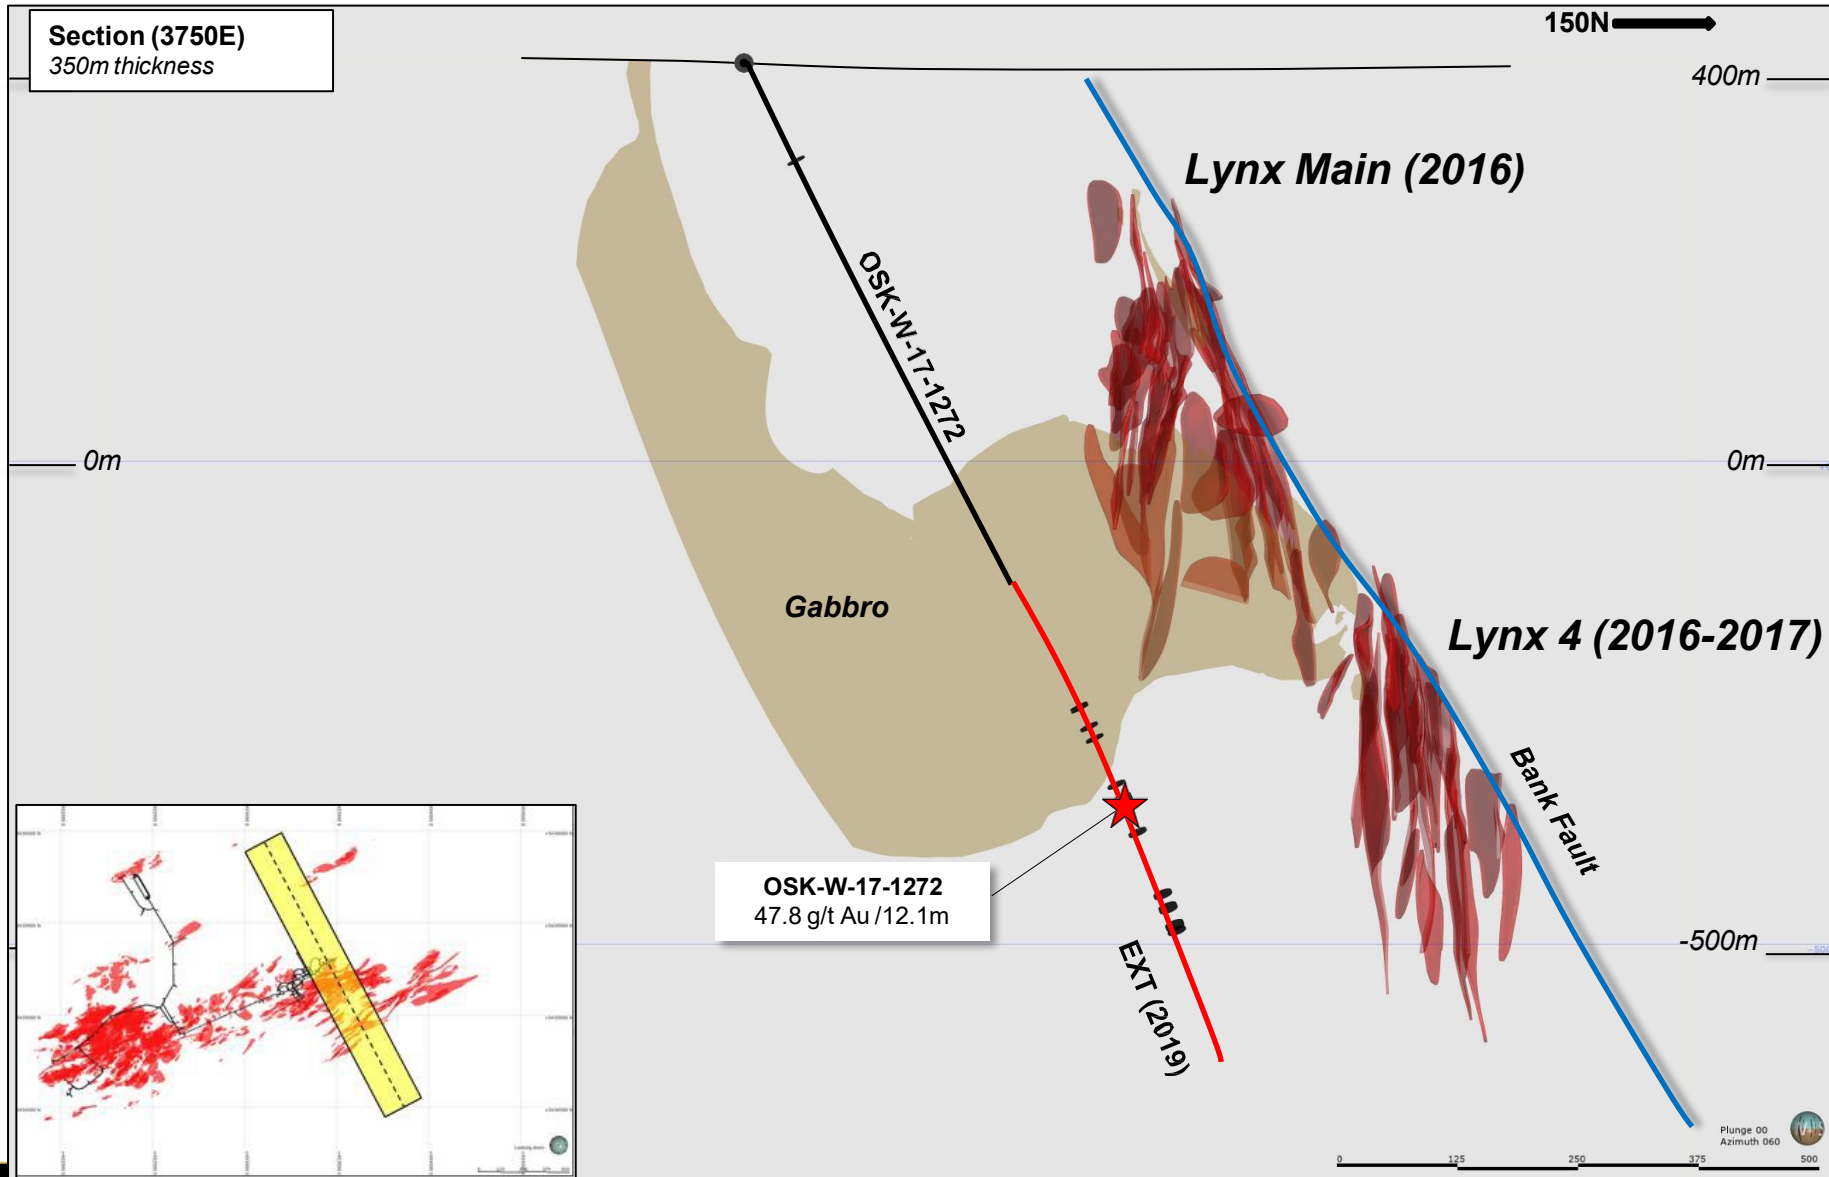 Section (3750E)
350m thickness
150N
400m
Lynx Main (2016)
OSK-W-17-1272
0m
0m
Gabbro
Lynx 4 (2016-2017)
Bank Fault
OSK-W-17-1272
47.8 g/t Au /12.1m
-500m
EXT (2019)
Plunge 00
Azimuth 060
0 125 250 375 500